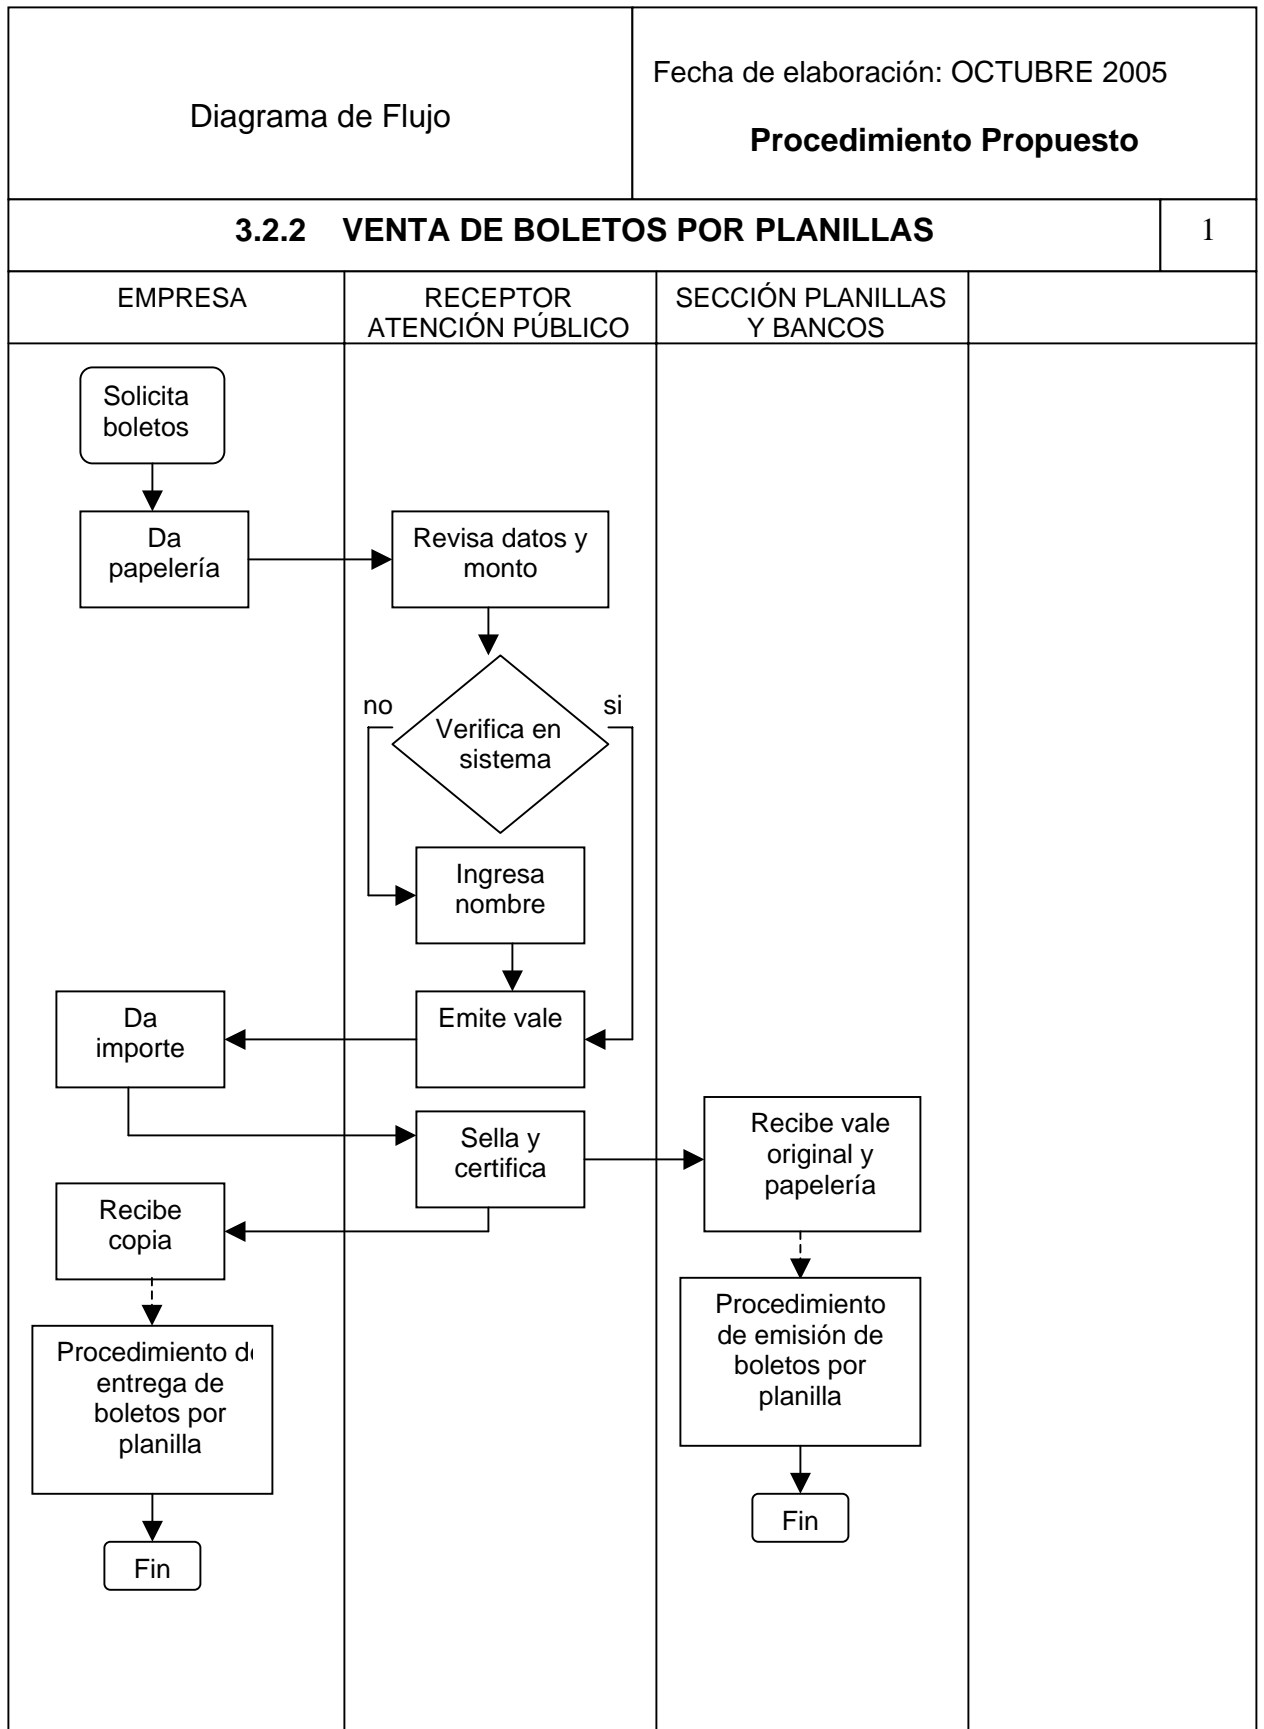 Diagrama de Flujo
Fecha de elaboración: OCTUBRE 2005
Procedimiento Propuesto
3.2.2 VENTA DE BOLETOS POR PLANILLAS
1
EMPRESA
RECEPTOR
ATENCIÓN PÚBLICO
SECCIÓN PLANILLAS
Y BANCOS
Solicita
boletos
Da
papelería
Revisa datos y
monto
no
si
Verifica en
sistema
Ingresa
nombre
Emite vale
Da
importe
Sella y
certifica
Recibe vale
original y
papelería
Recibe
copia
Procedimiento
de emisión de
boletos por
planilla
Procedimiento de
entrega de
boletos por
planilla
Fin
Fin